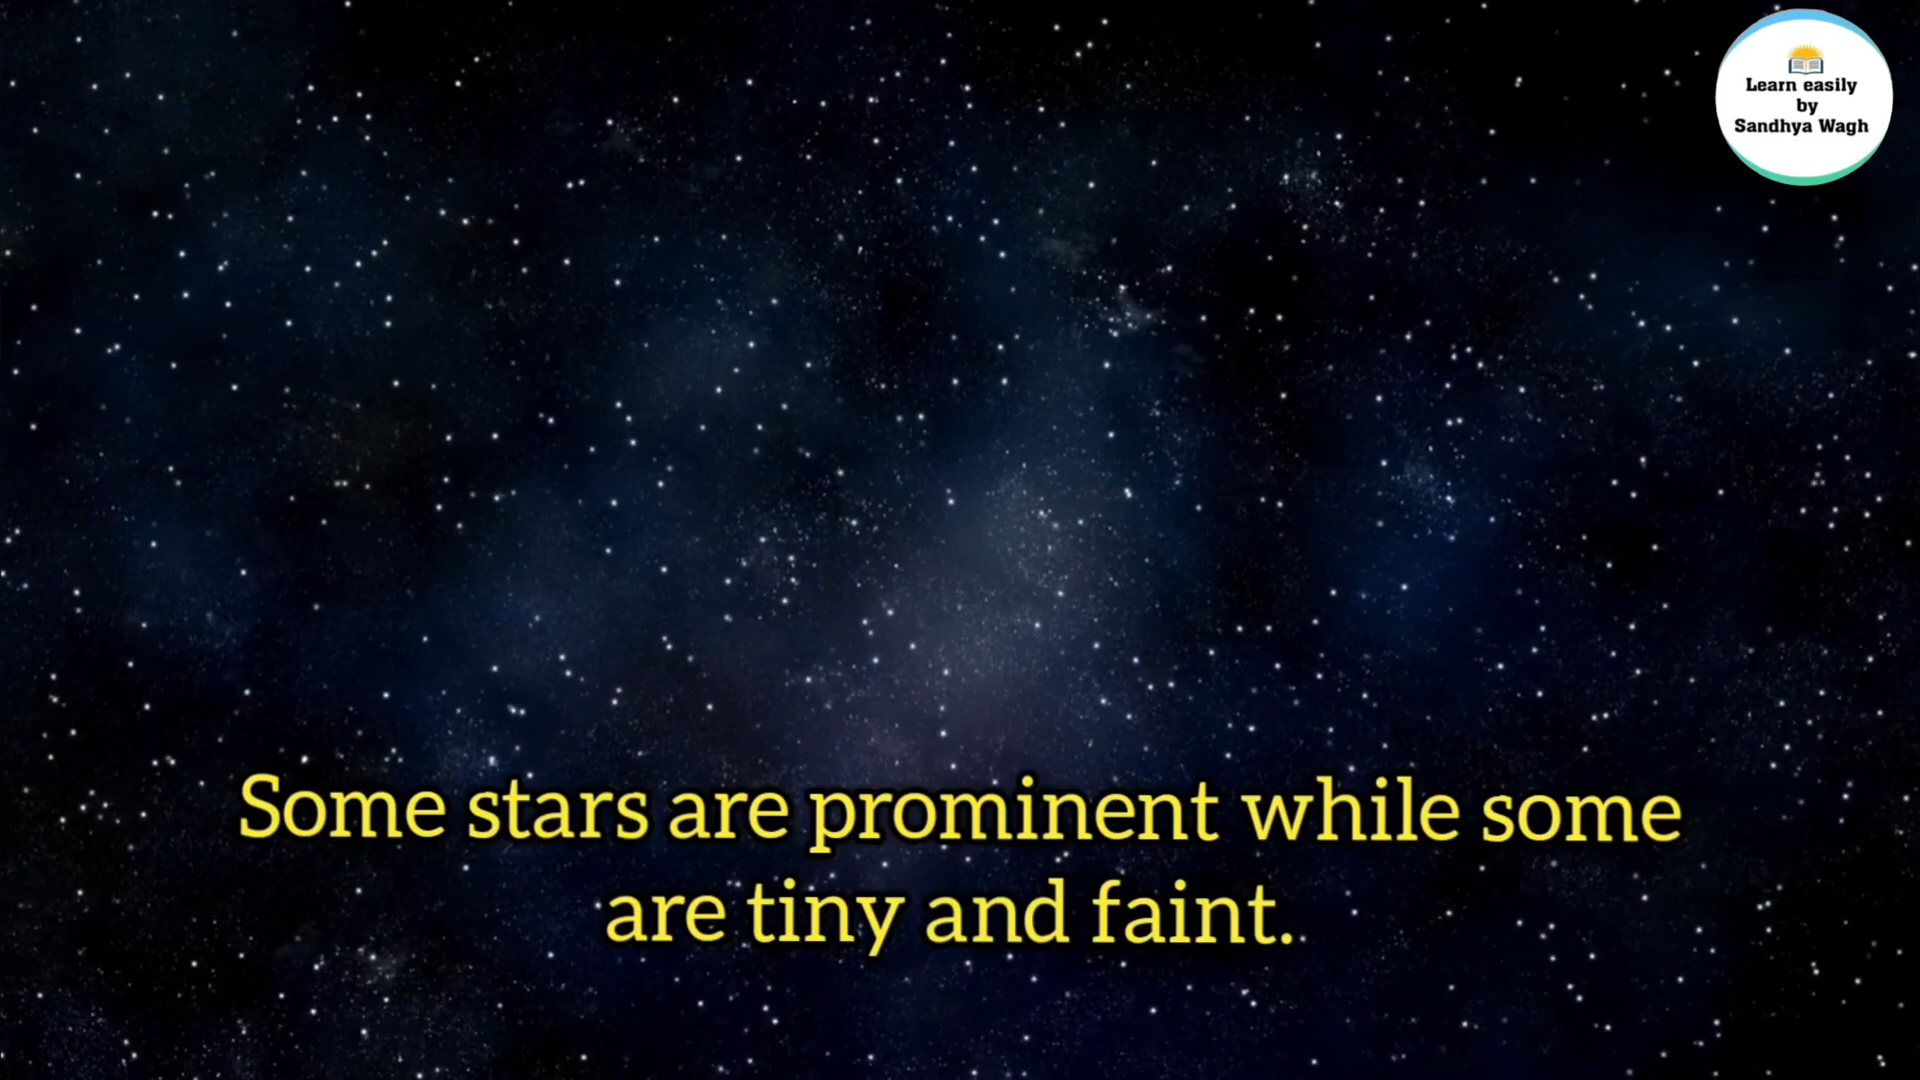 Learn easily
by
Sandhya Wagh
Some stars are prominent while some
are tiny and faint.